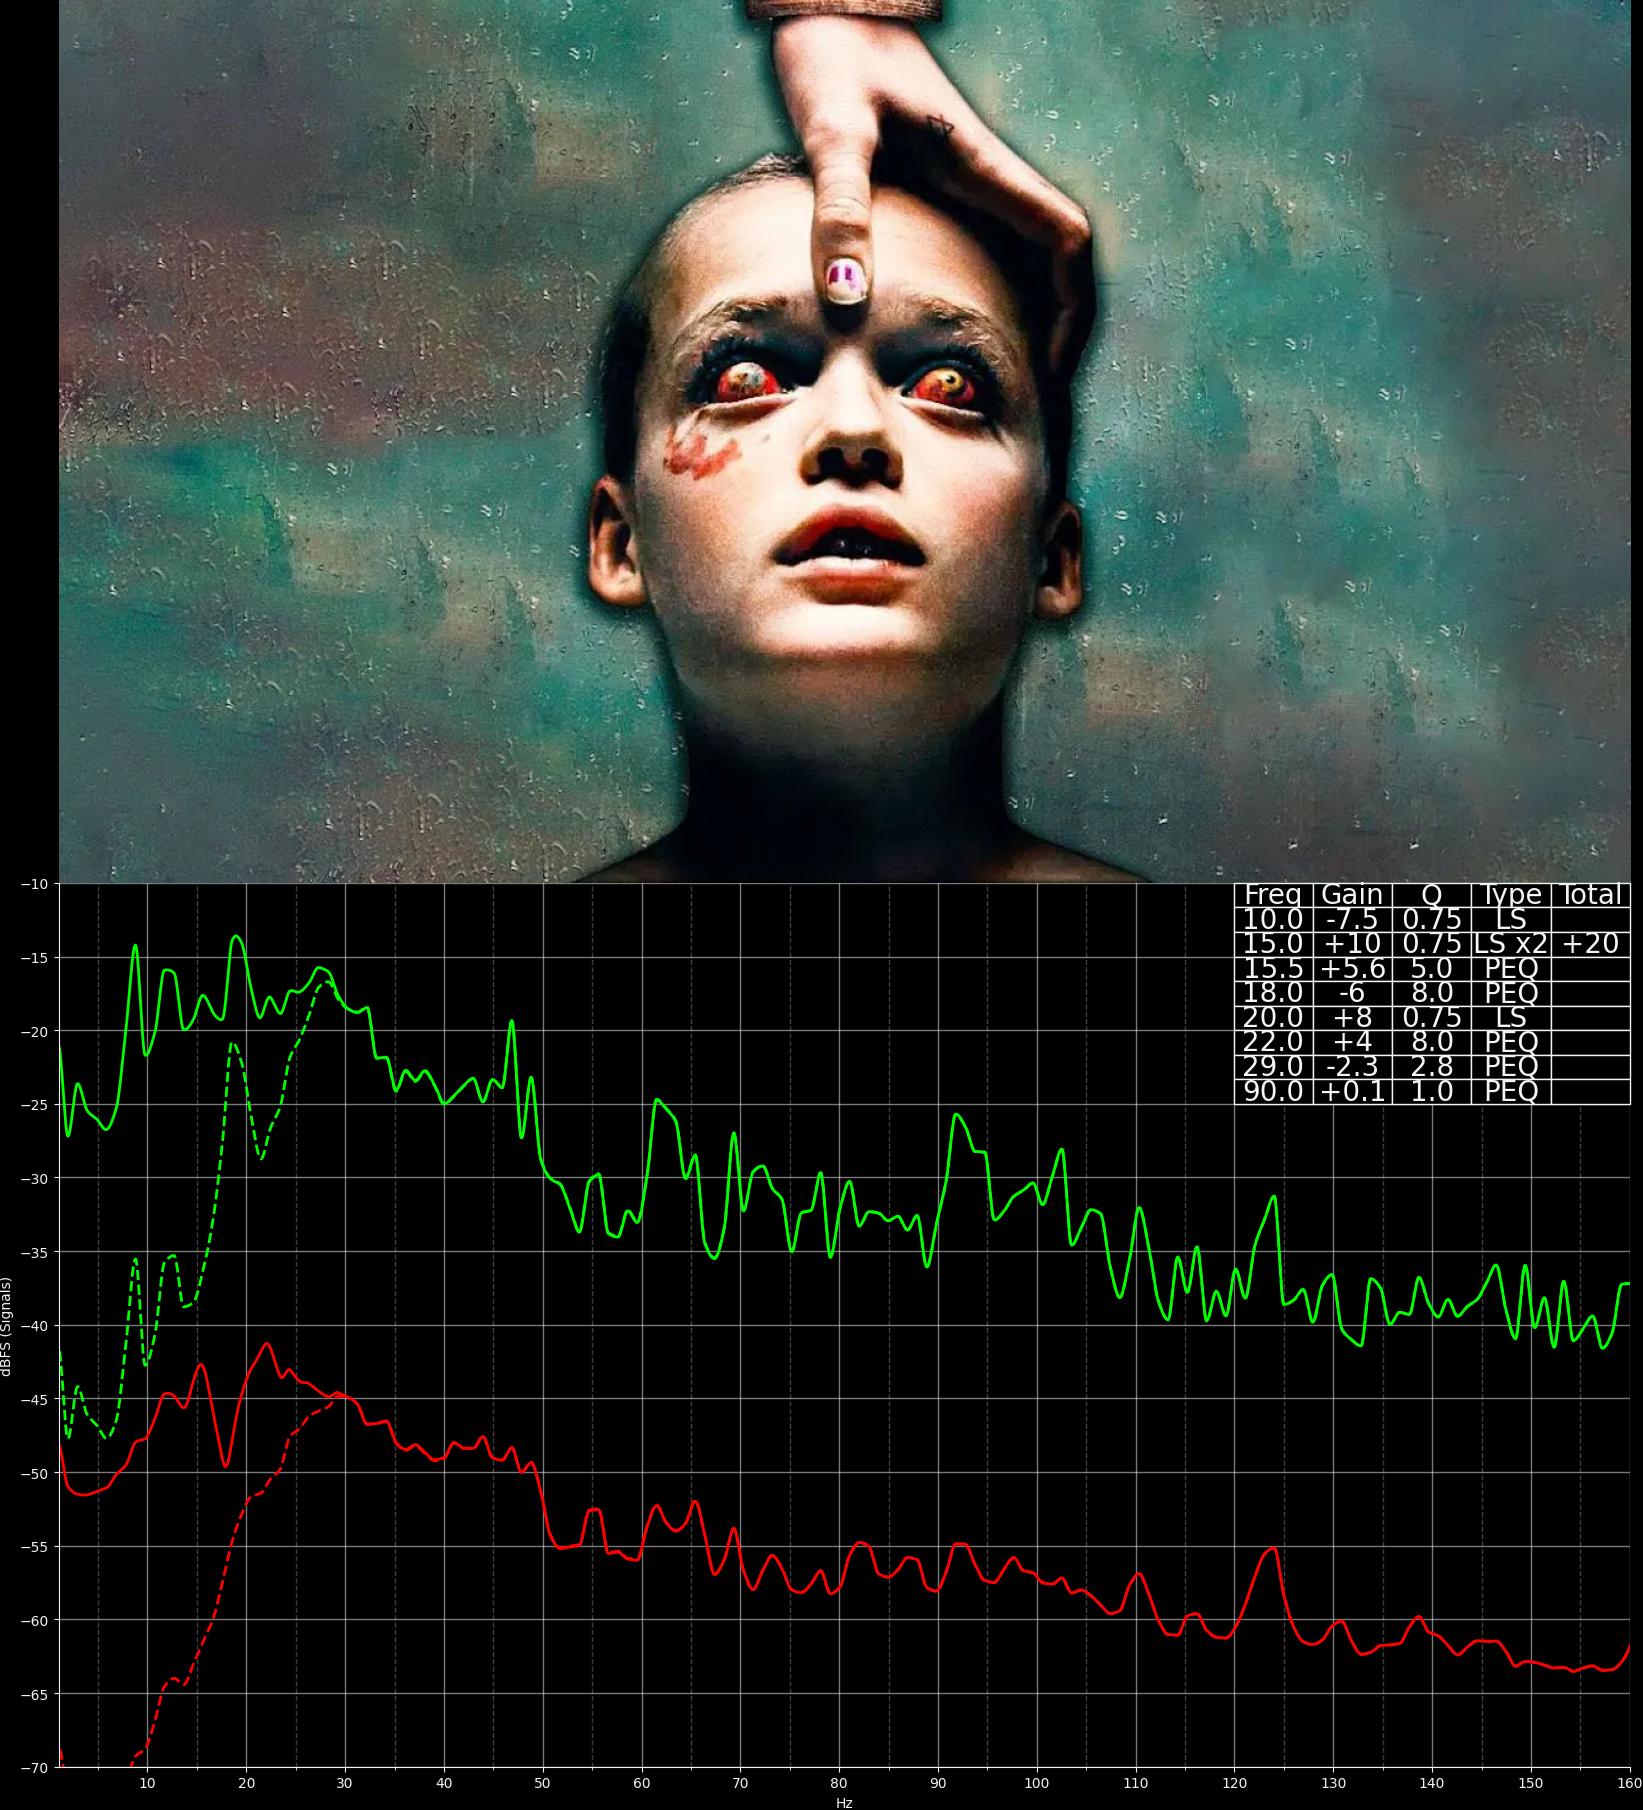 −10
−15
−20
−25
−30
−35
−40
−45
−50
−55
−60
−65
−70
dBFS (Signals)
Freq Gain Q Type Total
10.0 -7.5 0.75 LS
15.0 +10 0.75 LS x2 +20
15.5 +5.6 5.0 PEQ
18.0 -6 8.0 PEQ
20.0 +8 0.75 LS
22.0 +4 8.0 PEQ
29.0 -2.3 2.8 PEQ
90.0 +0.1 1.0 PEQ
10 20 30 40 50 60 70 80 90 100 110 120 130 140 150 160
Hz